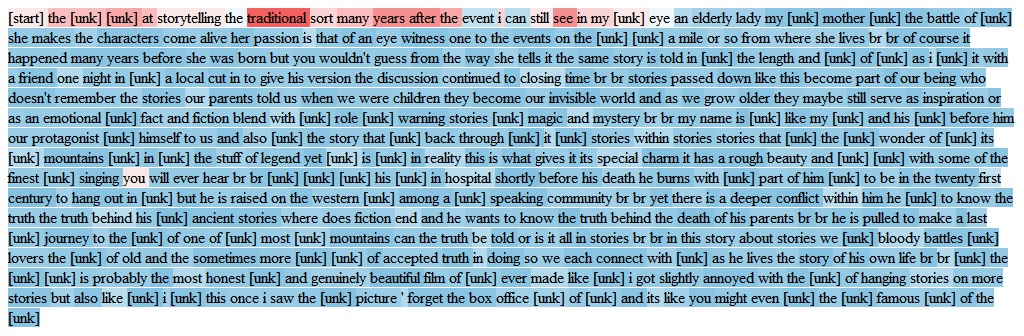 [start] the [unk] [unk] at storytelling the traditional sort many years after the event i can still see in my [unk] eye an elderly lady my [unk] mother [unk] the battle of [unk]
she makes the characters come alive her passion is that of an eye witness one to the events on the [unk] [unk] a mile or so from where she lives br br of course it
happened many years before she was born but you wouldn't guess from the way she tells it the same story is told in [unk] the length and [unk] of [unk] as i [unk] it with
a friend one night in [unk] a local cut in to give his version the discussion continued to closing time br br stories passed down like this become part of our being who
doesn't remember the stories our parents told us when we were children they become our invisible world and as we grow older they maybe still serve as inspiration or
as an emotional [unk] fact and fiction blend with [unk] role [unk] warning stories [unk] magic and mystery br br my name is [unk] like my [unk] and his [unk] before him
our protagonist [unk] himself to us and also [unk] the story that [unk] back through [unk] it [unk] stories within stories stories that [unk] the [unk] wonder of [unk] its
[unk] mountains [unk] in [unk] the stuff of legend yet [unk] is [unk] in reality this is what gives it its special charm it has a rough beauty and [unk] [unk] with some of the
finest [unk] singing you will ever hear br br [unk] [unk] [unk] his [unk] in hospital shortly before his death he burns with [unk] part of him [unk] to be in the twenty first
century to hang out in [unk] but he is raised on the western [unk] among a [unk] speaking community br br yet there is a deeper conflict within him he [unk] to know the
truth the truth behind his [unk] ancient stories where does fiction end and he wants to know the truth behind the death of his parents br br he is pulled to make a last
[unk] journey to the [unk] of one of [unk] most [unk] mountains can the truth be told or is it all in stories br br in this story about stories we [unk] bloody battles [unk]
lovers the [unk] of old and the sometimes more [unk] [unk] of accepted truth in doing so we each connect with [unk] as he lives the story of his own life br br [unk] the
[unk] [unk] is probably the most honest [unk] and genuinely beautiful film of [unk] ever made like [unk] i got slightly annoyed with the [unk] of hanging stories on more
stories but also like [unk] i [unk] this once i saw the [unk] picture ' forget the box office [unk] of [unk] and its like you might even [unk] the [unk] famous [unk] of the
[unk]